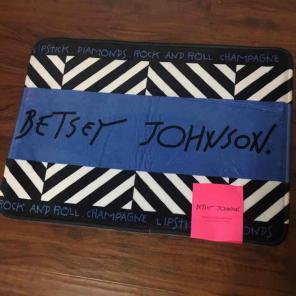 LIPSTICK DIAMONDS ROCK AND ROLL CHAMPAGNE
BETSEY JOHNSON.
BETSEY JOHNSON.
ROCK AND ROLL CHAMPAGNE LIPSTICK DIAMONDS